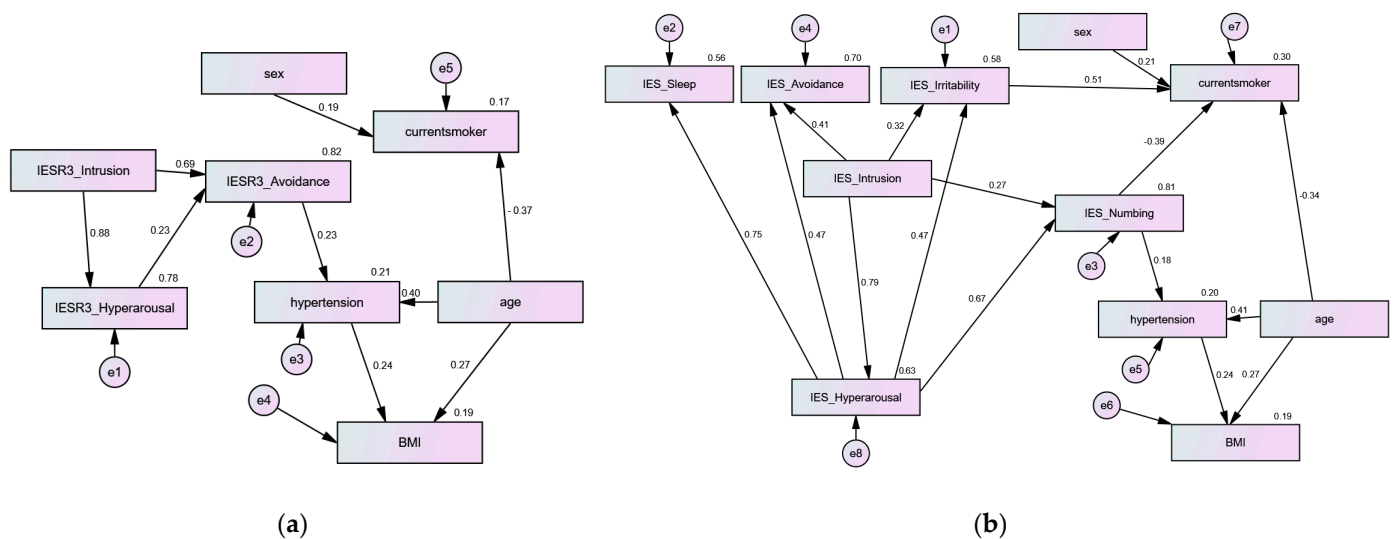 sex
e5
0.19
0.17
currentsmoker
IESR3_Intrusion
0.69
0.82
IESR3_Avoidance
e2
0.88
0.23
0.23
- 0.37
0.78
IESR3_Hyperarousal
e1
0.21
hypertension
0.40
age
e3
0.24
0.27
e4
0.19
BMI
(a)
e2
e4
e1
sex
e7
0.56
IES_Sleep
0.70
IES_Avoidance
0.58
IES_Irritability
0.21
0.30
currentsmoker
0.51
0.41
0.32
-0.39
IES_Intrusion
0.27
0.81
IES_Numbing
-0.34
e3
0.75
0.47
0.47
0.79
0.67
0.18
0.20
hypertension
0.41
age
e5
0.63
IES_Hyperarousal
0.24
0.27
e8
e6
0.19
BMI
(b)